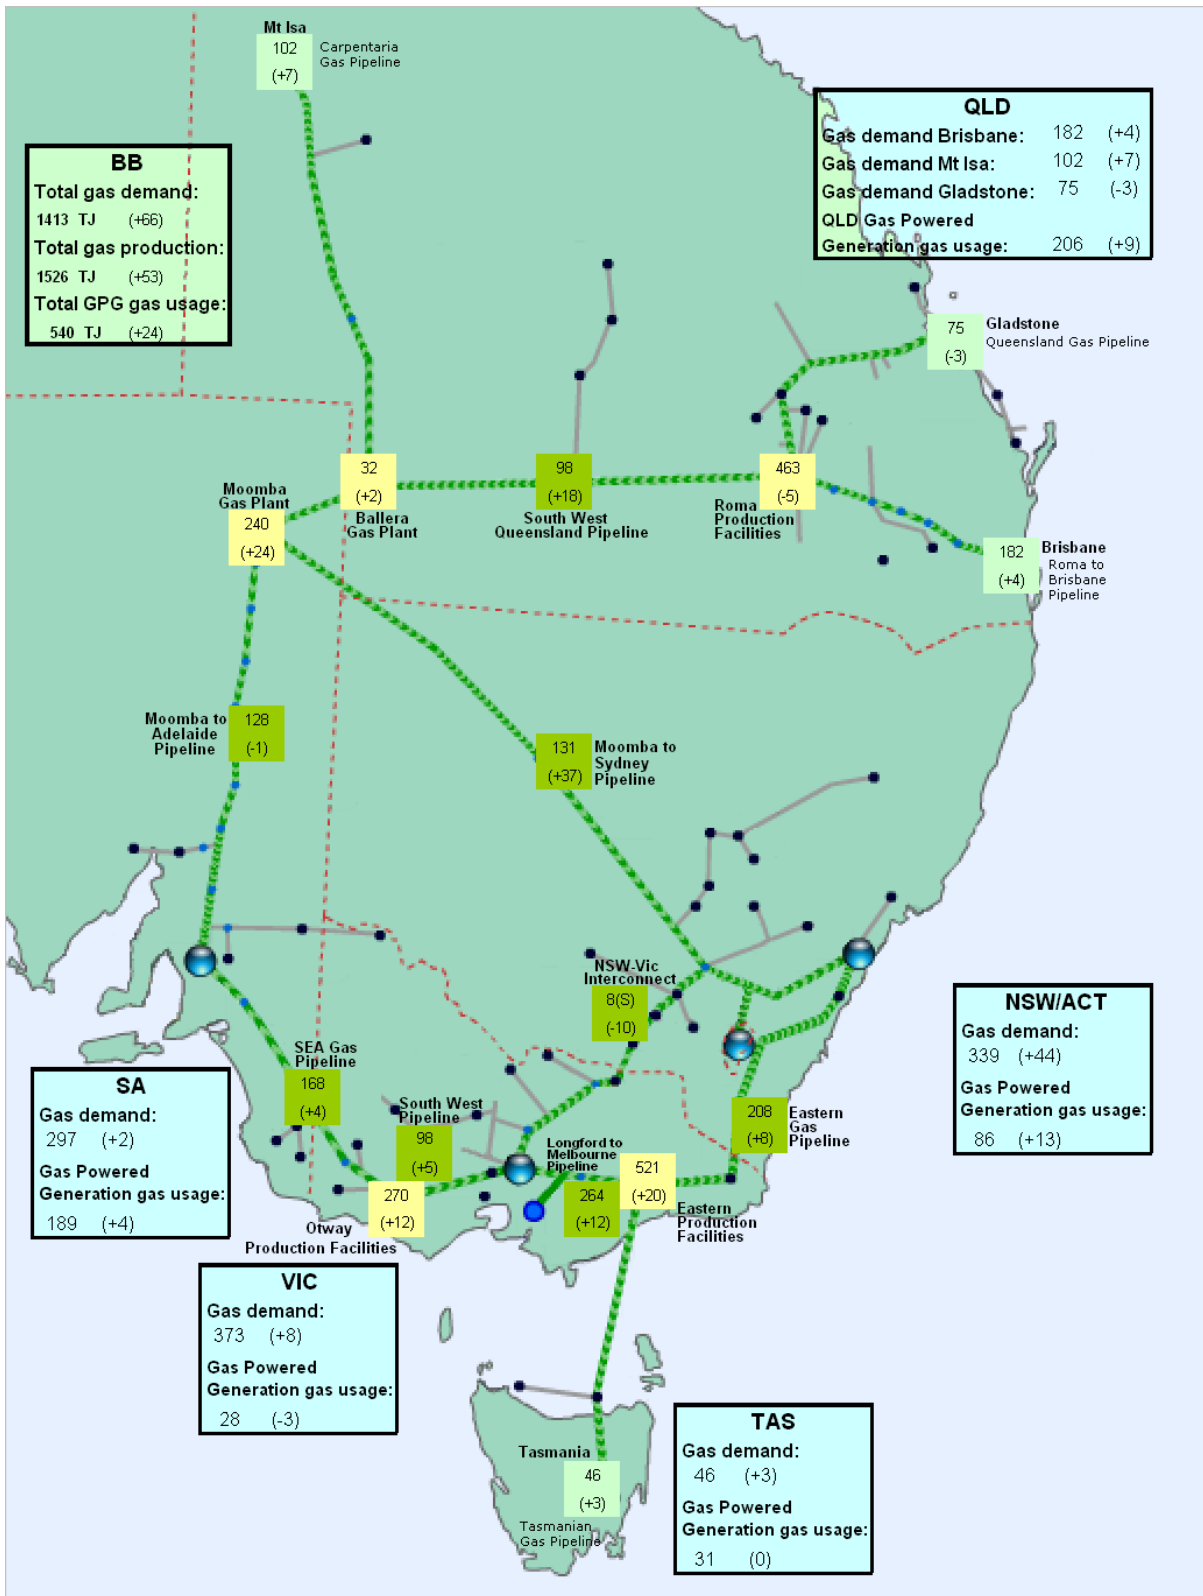 Mt Isa
102
(+7)
Carpentaria
Gas Pipeline
QLD
Gas demand Brisbane: 182 (+4)
Gas demand Mt Isa: 102 (+7)
Gas demand Gladstone: 75 (-3)
QLD Gas Powered
Generation gas usage: 206 (+9)
BB
Total gas demand:
1413 TJ (+66)
Total gas production:
1526 TJ (+53)
Total GPG gas usage:
540 TJ (+24)
75
(-3)
Gladstone
Queensland Gas Pipeline
Moomba
Gas Plant
240
(+24)
32
(+2)
Ballera
Gas Plant
98
(+18)
South West
Queensland Pipeline
463
(-5)
Roma
Production
Facilities
182
(+4)
Brisbane
Roma to
Brisbane
Pipeline
Moomba to
Adelaide
Pipeline
128
(-1)
131
(+37)
Moomba to
Sydney
Pipeline
NSW-Vic
Interconnect
8(S)
(-10)
NSW/ACT
Gas demand:
339 (+44)
Gas Powered
Generation gas usage:
86 (+13)
SEA Gas
Pipeline
168
(+4)
SA
Gas demand:
297 (+2)
Gas Powered
Generation gas usage:
189 (+4)
South West
Pipeline
98
(+5)
Longford to
Melbourne
Pipeline
264
(+12)
521
(+20)
Eastern
Production
Facilities
208
(+8)
Eastern
Gas
Pipeline
270
(+12)
Otway
Production Facilities
VIC
Gas demand:
373 (+8)
Gas Powered
Generation gas usage:
28 (-3)
Tasmania
46
(+3)
Tasmanian
Gas Pipeline
TAS
Gas demand:
46 (+3)
Gas Powered
Generation gas usage:
31 (0)